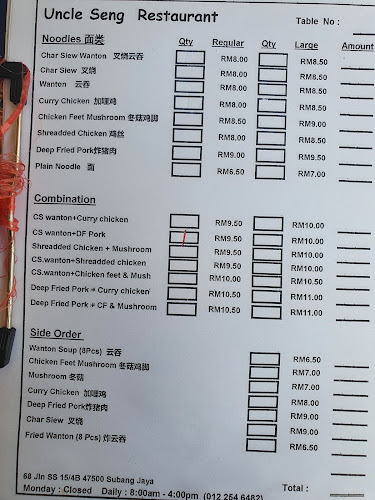 Uncle Seng Restaurant
Table No :
Noodles 面类 Qty Regular Qty Large Amount
Char Siew Wanton 叉烧云吞 RM8.00 RM8.50
Char Siew 叉烧 RM8.00 RM8.50
Wanton 云吞 RM8.00 RM8.50
Curry Chicken 加哩鸡 RM8.00 RM8.50
Chicken Feet Mushroom 冬菇鸡脚 RM8.50 RM9.00
Shreadded Chicken 鸡丝 RM8.00 RM8.50
Deep Fried Pork炸猪肉 RM9.00 RM9.50
Plain Noodle 面 RM6.50 RM7.00
Combination
CS wanton+Curry chicken RM9.50 RM10.00
CS wanton+DF Pork RM9.50 RM10.00
Shreadded Chicken + Mushroom RM9.50 RM10.00
CS.wanton+Shreadded chicken RM9.50 RM10.00
CS.wanton+Chicken feet & Mush RM10.00 RM10.50
Deep Fried Pork + Curry chicken RM10.50 RM11.00
Deep Fried Pork + CF & Mushroom RM10.50 RM11.00
Side Order
Wanton Soup (8Pcs) 云吞 RM6.50
Chicken Feet Mushroom 冬菇鸡脚 RM7.00
Mushroom 冬菇 RM7.00
Curry Chicken 加哩鸡 RM8.00
Deep Fried Pork炸猪肉 RM9.00
Char Siew 叉烧 RM9.00
Fried Wanton (8 Pcs) 炸云吞 RM6.50
68 Jln SS 15/4B 47500 Subang Jaya
Monday : Closed Daily : 8:00am - 4:00pm (012 254 6482) Total :